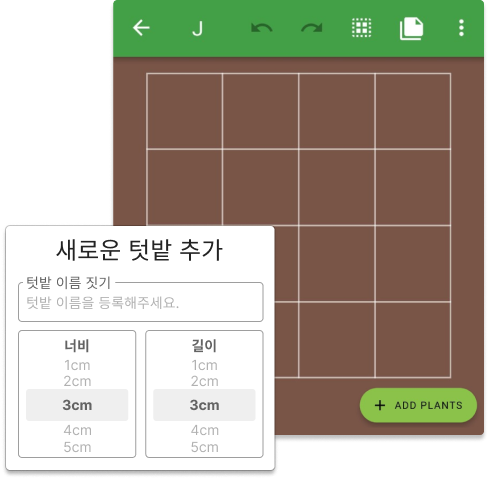 J
새로운 텃밭 추가
텃밭 이름 짓기
텃밭 이름을 등록해주세요.
너비
1cm
2cm
3cm
4cm
5cm
길이
1cm
2cm
3cm
4cm
5cm
ADD PLANTS